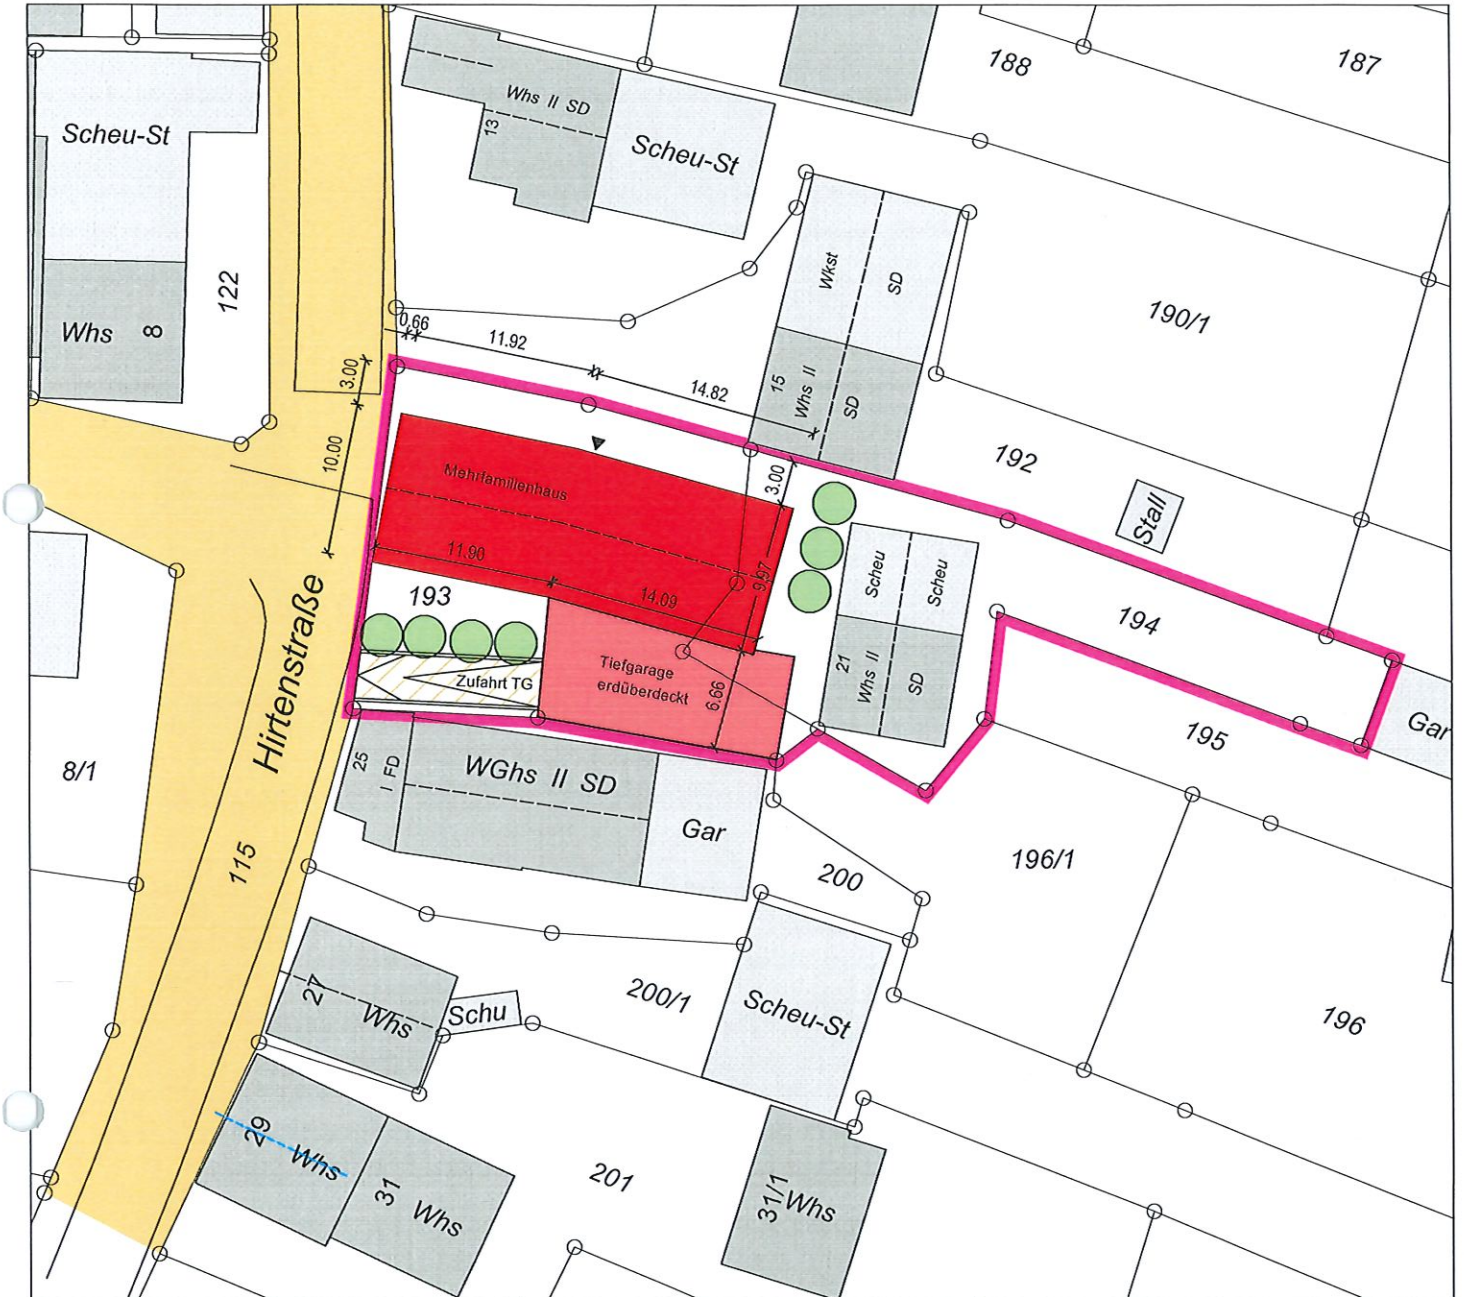 187
188
Scheu-St
Whs II SD
13
Scheu-St
122
Wkst
SD
Whs
8
190/1
0.66
11.92
3.00
14.82
15
Whs II
SD
10.00
192
Mehrfamilienhaus
3.00
Stall
11.90
9.97
Scheu
Scheu
193
14.09
194
Hirtenstraße
Tiefgarage
erdüberdeckt
21
Whs II
SD
Zufahrt TG
6.66
Gar
195
25
I FD
WGhs II SD
8/1
Gar
115
200
196/1
27
Whs
Schu
200/1
Scheu-St
196
29
Whs
31
Whs
201
31/1
Whs